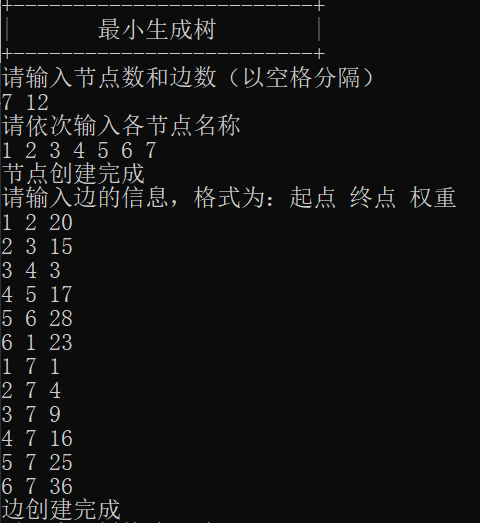 +-------------------------+
|       最小生成树        |
+-------------------------+
请输入节点数和边数（以空格分隔）
7 12
请依次输入各节点名称
1 2 3 4 5 6 7
节点创建完成
请输入边的信息，格式为：起点 终点 权重
1 2 20
2 3 15
3 4 3
4 5 17
5 6 28
6 1 23
1 7 1
2 7 4
3 7 9
4 7 16
5 7 25
6 7 36
边创建完成